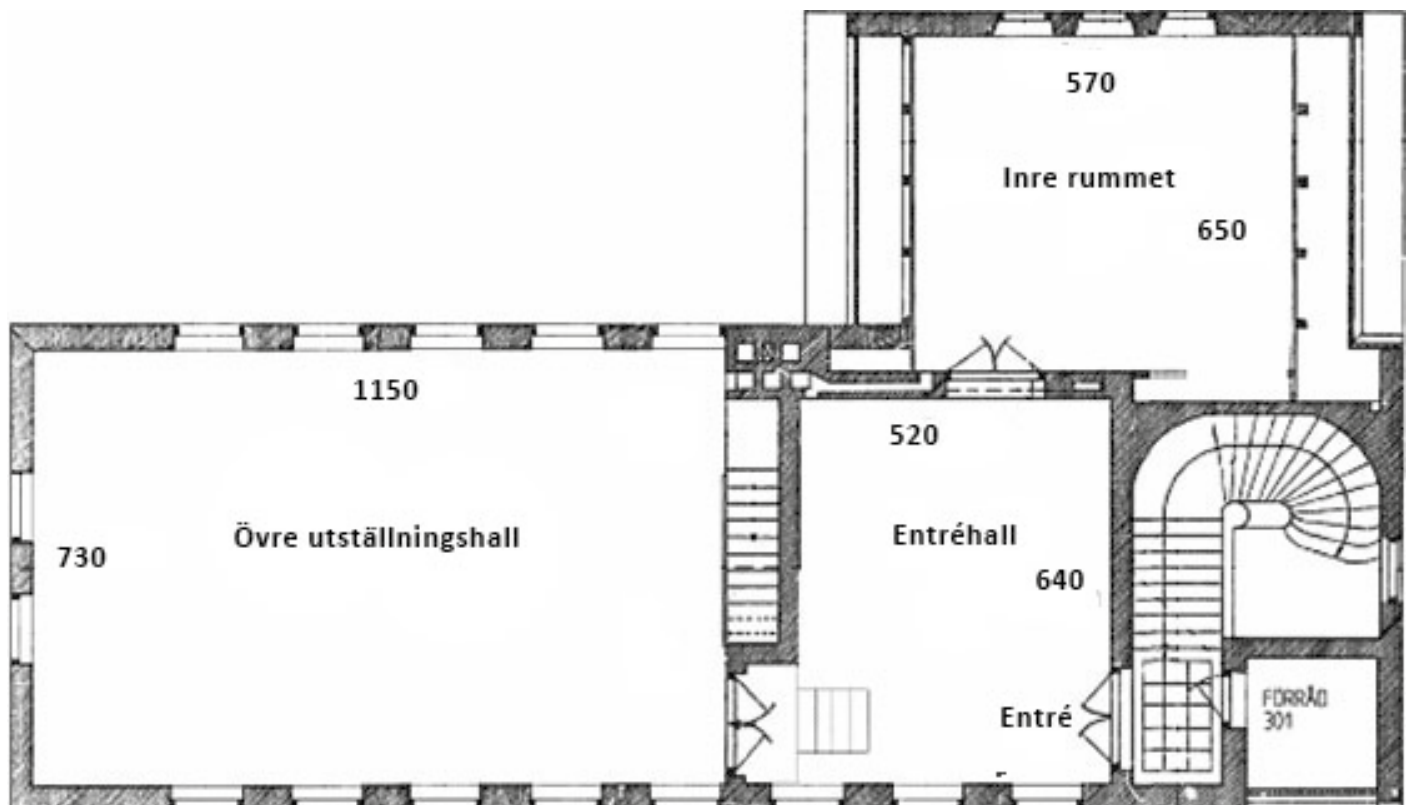 570
Inre rummet
650
1150
520
Övre utställningshall
Entréhall
730
640
Entré
FÖRRÅD
301